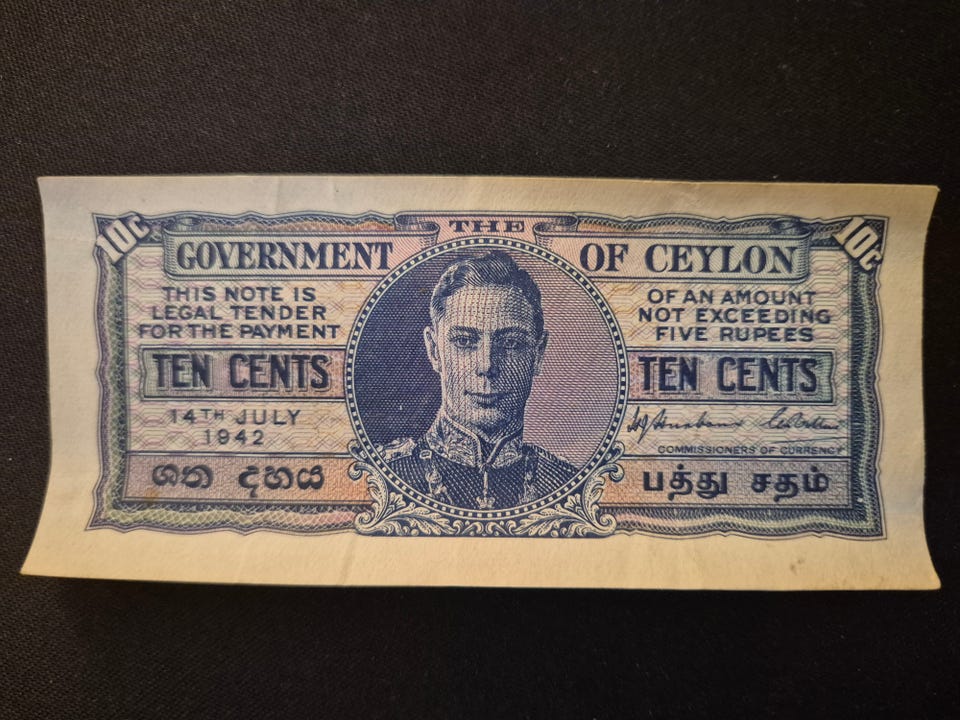 10c
THE
10c
GOVERNMENT OF CEYLON
THIS NOTE IS
LEGAL TENDER
FOR THE PAYMENT
TEN CENTS
14TH JULY
1942
ශත දහය
OF AN AMOUNT
NOT EXCEEDING
FIVE RUPEES
TEN CENTS
COMMISSIONERS OF CURRENCY
பத்து சதம்